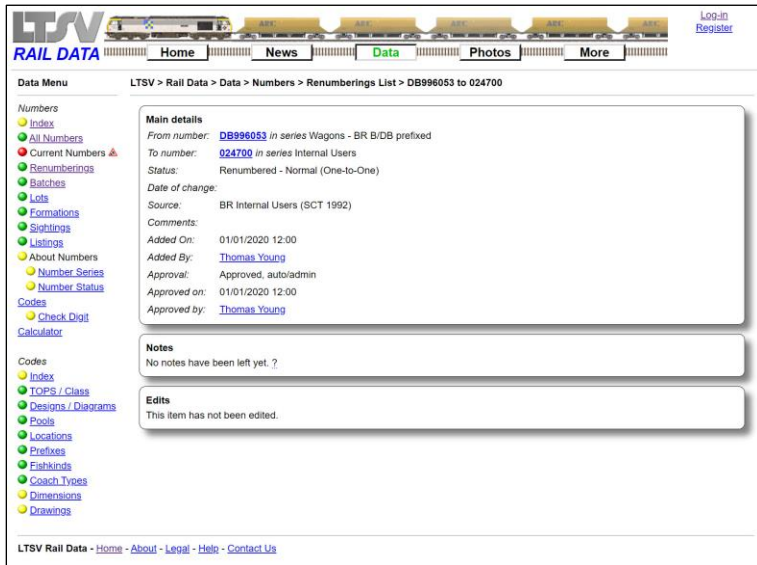 LTSV
RAIL DATA
Home
News
Data
Photos
More
Log-in
Register
Data Menu
LTSV > Rail Data > Data > Numbers > Renumberings List > DB996053 to 024700
Numbers
Index
All Numbers
Current Numbers
Renumberings
Batches
Lots
Formations
Sightings
Listings
About Numbers
Number Series
Number Status
Codes
Check Digit
Calculator
Codes
Index
TOPS / Class
Designs / Diagrams
Pools
Locations
Prefixes
Fishkinds
Coach Types
Dimensions
Drawings
Main details
From number: DB996053 in series Wagons - BR B/DB prefixed
To number: 024700 in series Internal Users
Status: Renumbered - Normal (One-to-One)
Date of change:
Source: BR Internal Users (SCT 1992)
Comments:
Added On: 01/01/2020 12:00
Added By: Thomas Young
Approval: Approved, auto/admin
Approved on: 01/01/2020 12:00
Approved by: Thomas Young
Notes
No notes have been left yet. ?
Edits
This item has not been edited.
LTSV Rail Data - Home - About - Legal - Help - Contact Us